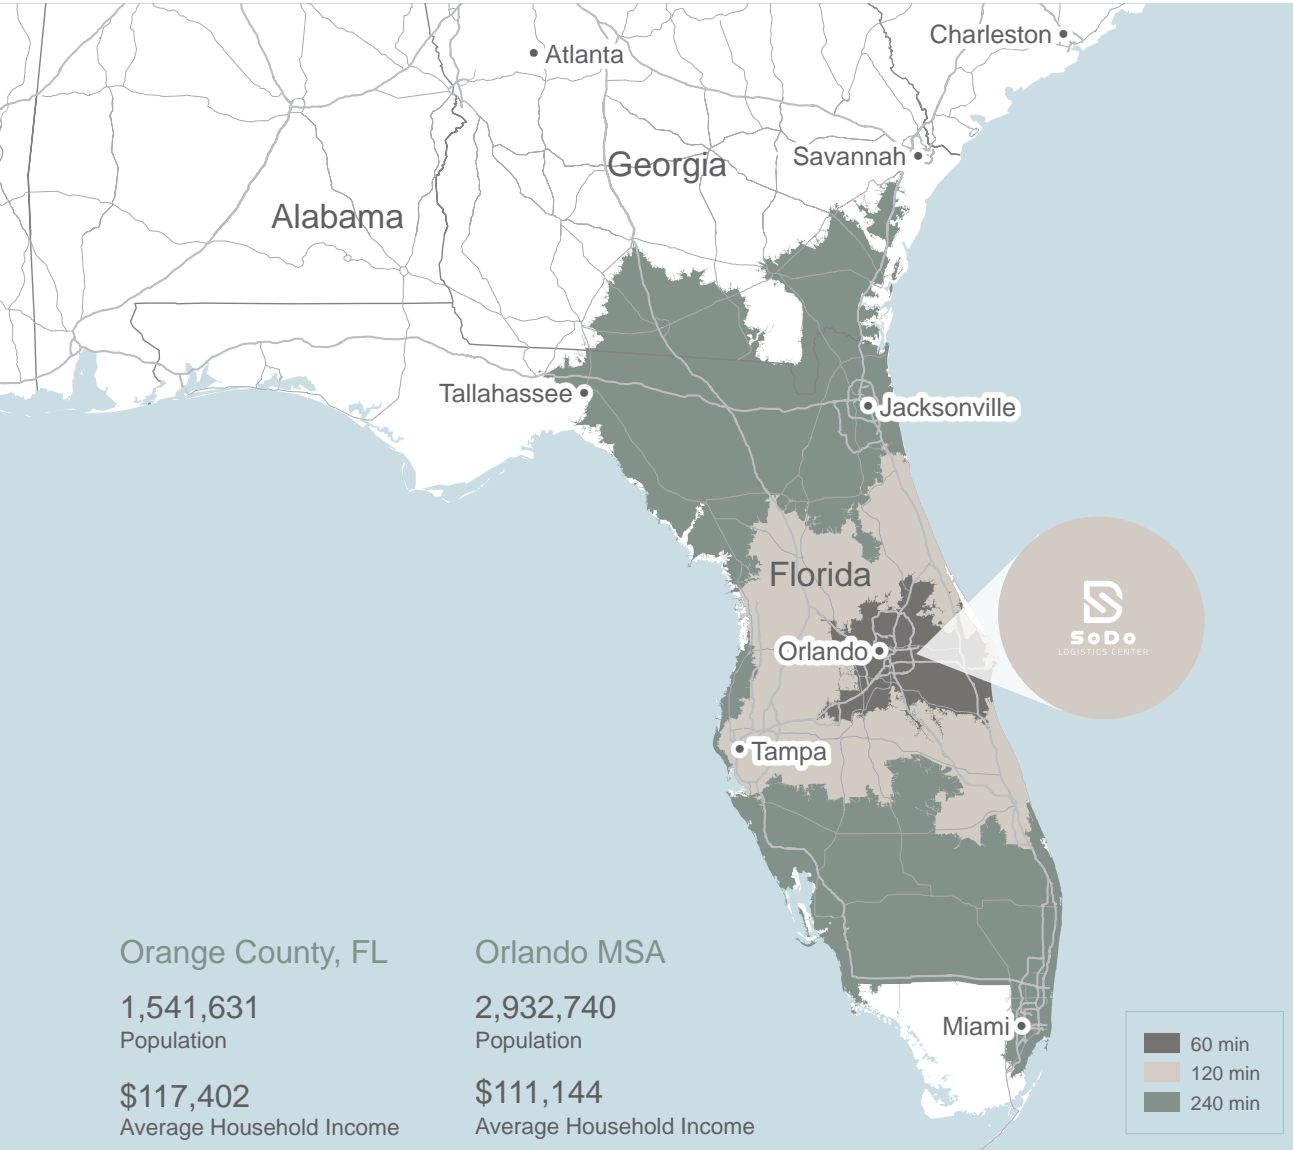 Charleston
Atlanta
Savannah
Georgia
Alabama
Tallahassee
Jacksonville
Florida
SoDo
LOGISTICS CENTER
Orlando
Tampa
Orange County, FL
1,541,631
Population
$117,402
Average Household Income
Orlando MSA
2,932,740
Population
$111,144
Average Household Income
Miami
60 min
120 min
240 min